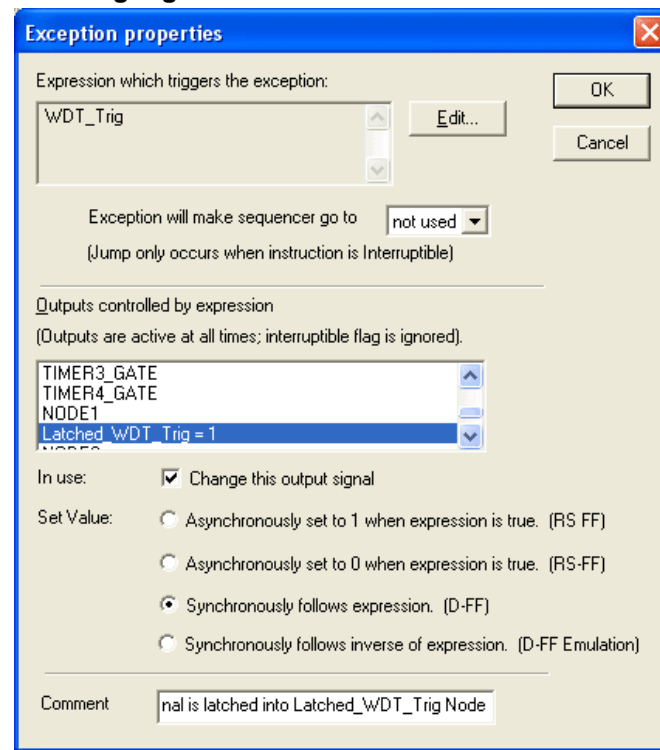 Exception properties
Expression which triggers the exception:
WDT_Trig
Edit...
OK
Cancel
Exception will make sequencer go to not used
(Jump only occurs when instruction is Interruptible)
Outputs controlled by expression
(Outputs are active at all times; interruptible flag is ignored).
TIMER3_GATE
TIMER4_GATE
NODE1
Latched_WDT_Trig = 1
In use: Change this output signal
Set Value: Asynchronously set to 1 when expression is true. (RS FF)
Asynchronously set to 0 when expression is true. (RS-FF)
Synchronously follows expression. (D-FF)
Synchronously follows inverse of expression. (D-FF Emulation)
Comment nal is latched into Latched_WDT_Trig Node